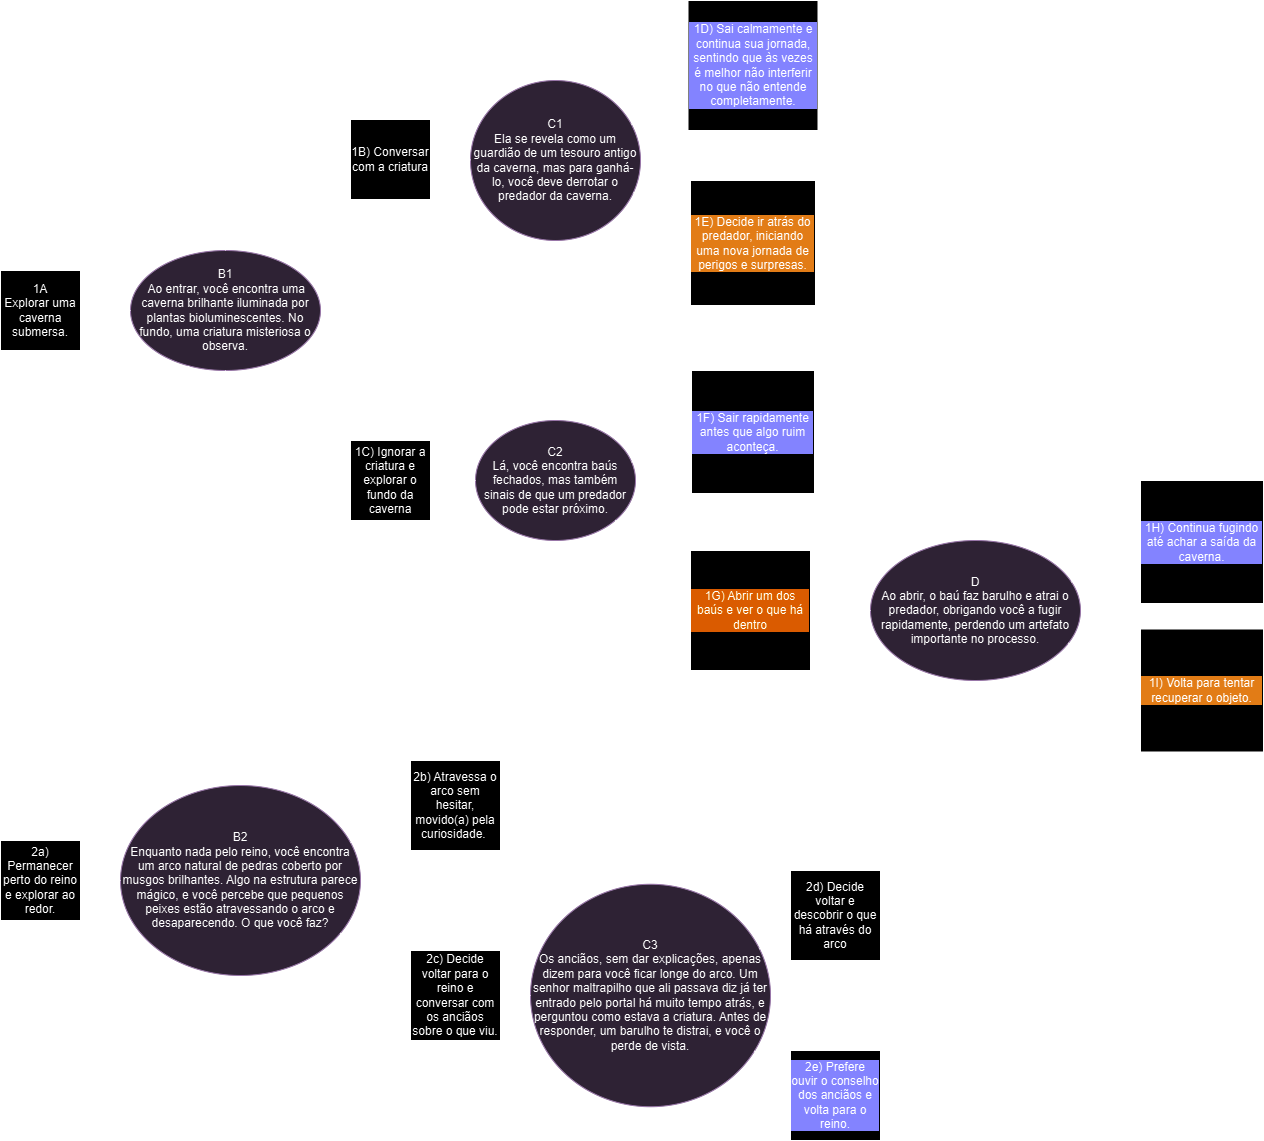 1A
Explorar uma
caverna
submersa.
B1
Ao entrar, você encontra uma
caverna brilhante iluminada por
plantas bioluminescentes. No
fundo, uma criatura misteriosa o
observa.
1B) Conversar
com a criatura
C1
Ela se revela como um
guardião de um tesouro antigo
da caverna, mas para ganhá-
lo, você deve derrotar o
predador da caverna.
1D) Sai calmamente e
continua sua jornada,
sentindo que às vezes
é melhor não interferir
no que não entende
completamente.
1E) Decide ir atrás do
predador, iniciando
uma nova jornada de
perigos e surpresas.
1C) Ignorar a
criatura e
explorar o
fundo da
caverna
C2
Lá, você encontra baús
fechados, mas também
sinais de que um predador
pode estar próximo.
1F) Sair rapidamente
antes que algo ruim
aconteça.
1G) Abrir um dos
baús e ver o que há
dentro
D
Ao abrir, o baú faz barulho e atrai o
predador, obrigando você a fugir
rapidamente, perdendo um artefato
importante no processo.
1H) Continua fugindo
até achar a saída da
caverna.
1I) Volta para tentar
recuperar o objeto.
2a)
Permanecer
perto do reino
e explorar ao
redor.
B2
Enquanto nada pelo reino, você encontra
um arco natural de pedras coberto por
musgos brilhantes. Algo na estrutura parece
mágico, e você percebe que pequenos
peixes estão atravessando o arco e
desaparecendo. O que você faz?
2b) Atravessa o
arco sem
hesitar,
movido(a) pela
curiosidade.
2c) Decide
voltar para o
reino e
conversar com
os anciãos
sobre o que viu.
C3
Os anciãos, sem dar explicações, apenas
dizem para você ficar longe do arco. Um
senhor maltrapilho que ali passava diz já ter
entrado pelo portal há muito tempo atrás, e
perguntou como estava a criatura. Antes de
responder, um barulho te distrai, e você o
perde de vista.
2d) Decide
voltar e
descobrir o que
há através do
arco
2e) Prefere
ouvir o conselho
dos anciãos e
volta para o
reino.